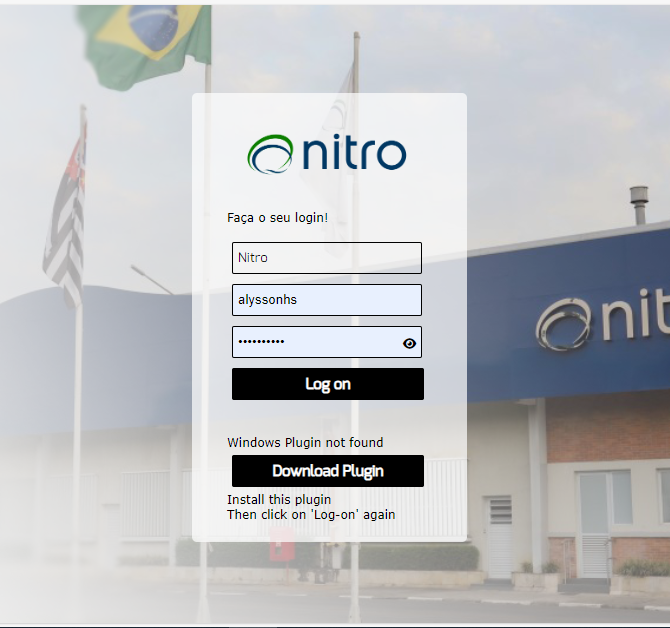 nitro
Faça o seu login!
Nitro
alyssonhs
••••••••••
Log on
nit
Windows Plugin not found
Download Plugin
Install this plugin
Then click on 'Log-on' again